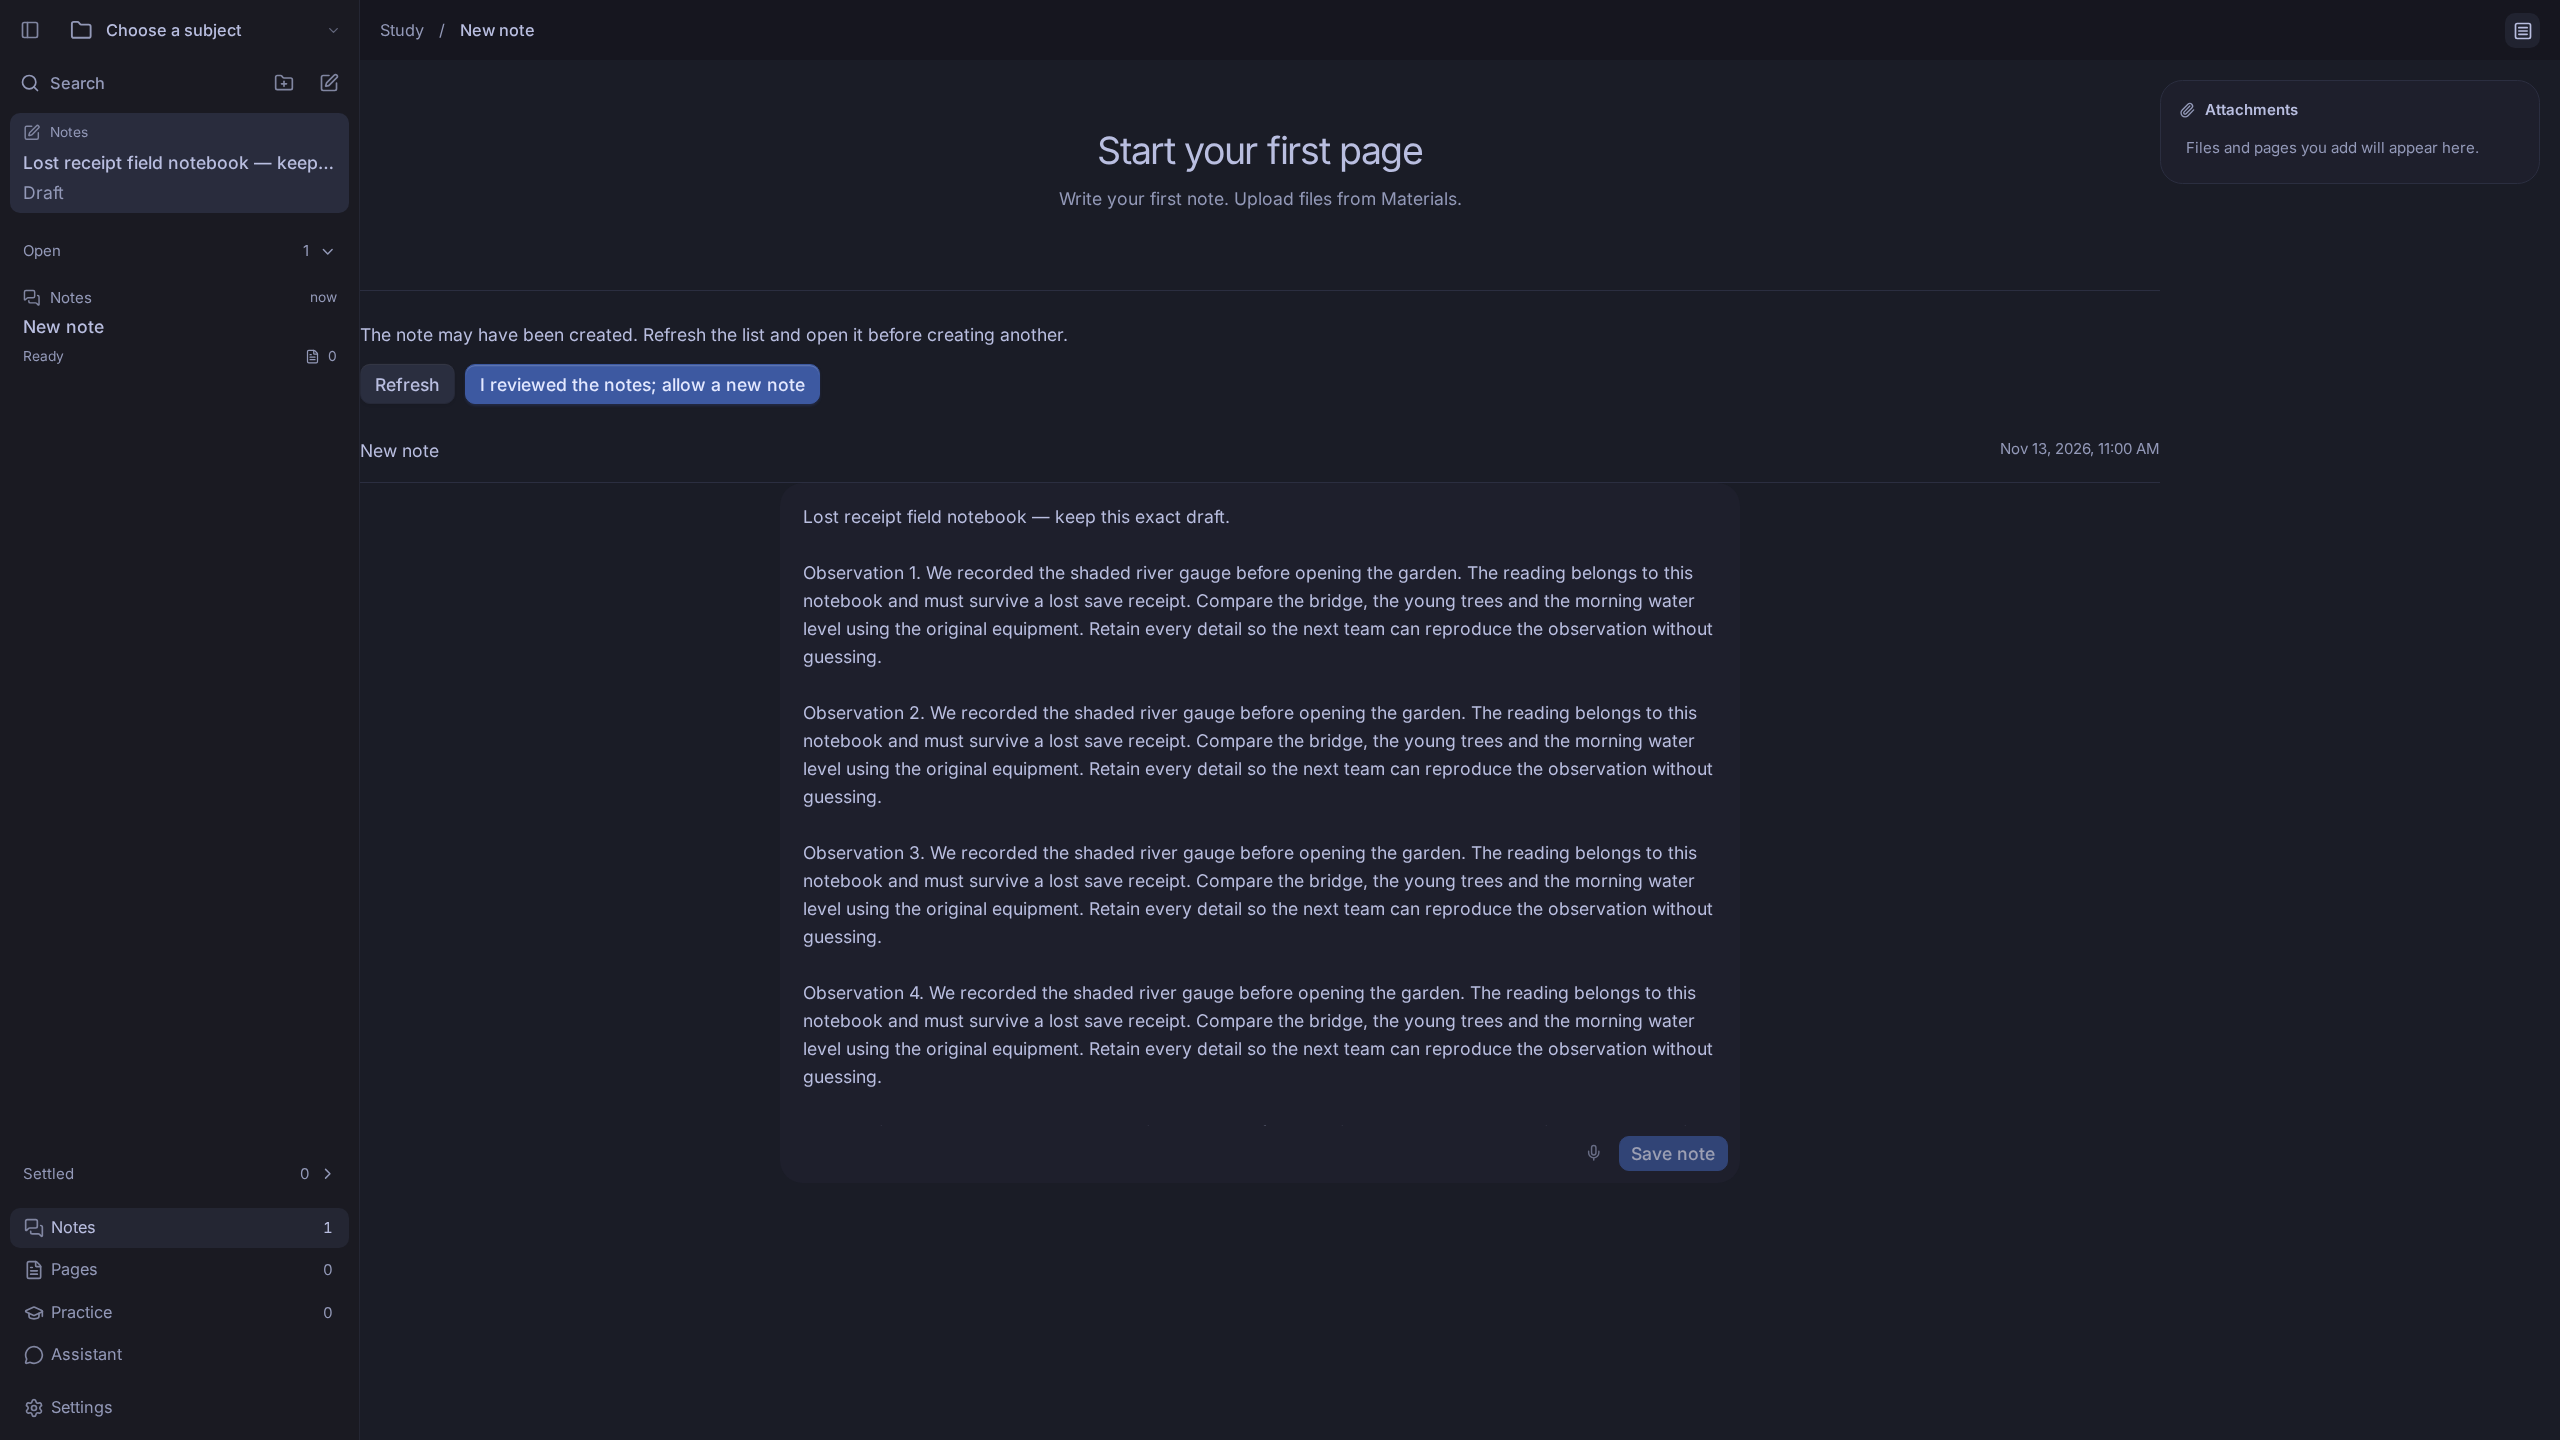 Choose a subject
Search
Notes
Lost receipt field notebook — keep...
Draft
Open 1
Notes now
New note
Ready 0
Settled 0
Notes 1
Pages 0
Practice 0
Assistant
Settings
Study / New note
Start your first page
Write your first note. Upload files from Materials.
The note may have been created. Refresh the list and open it before creating another.
Refresh I reviewed the notes; allow a new note
New note Nov 13, 2026, 11:00 AM
Lost receipt field notebook — keep this exact draft.
Observation 1. We recorded the shaded river gauge before opening the garden. The reading belongs to this
notebook and must survive a lost save receipt. Compare the bridge, the young trees and the morning water
level using the original equipment. Retain every detail so the next team can reproduce the observation without
guessing.
Observation 2. We recorded the shaded river gauge before opening the garden. The reading belongs to this
notebook and must survive a lost save receipt. Compare the bridge, the young trees and the morning water
level using the original equipment. Retain every detail so the next team can reproduce the observation without
guessing.
Observation 3. We recorded the shaded river gauge before opening the garden. The reading belongs to this
notebook and must survive a lost save receipt. Compare the bridge, the young trees and the morning water
level using the original equipment. Retain every detail so the next team can reproduce the observation without
guessing.
Observation 4. We recorded the shaded river gauge before opening the garden. The reading belongs to this
notebook and must survive a lost save receipt. Compare the bridge, the young trees and the morning water
level using the original equipment. Retain every detail so the next team can reproduce the observation without
guessing.
Save note
Attachments
Files and pages you add will appear here.